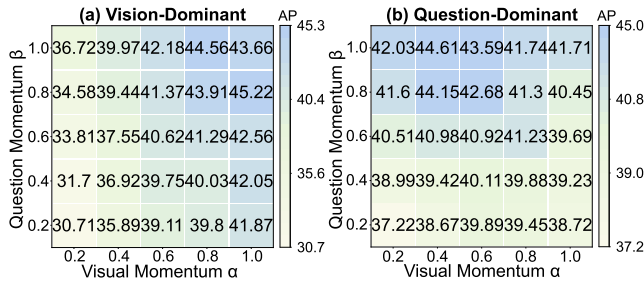 (a) Vision-Dominant
AP
45.3
40.4
35.6
30.7
Question Momentum β
1.0 36.72 39.97 42.18 44.56 43.66
0.8 34.58 39.44 41.37 43.91 45.22
0.6 33.81 37.55 40.62 41.29 42.56
0.4 31.7 36.92 39.75 40.03 42.05
0.2 30.71 35.89 39.11 39.8 41.87
0.2 0.4 0.6 0.8 1.0
Visual Momentum α
(b) Question-Dominant
AP
45.0
40.8
39.0
37.2
Question Momentum β
1.0 42.03 44.61 43.59 41.74 41.71
0.8 41.6 44.15 42.68 41.3 40.45
0.6 40.51 40.98 40.92 41.23 39.69
0.4 38.99 39.42 40.11 39.88 39.23
0.2 37.22 38.67 39.89 39.45 38.72
0.2 0.4 0.6 0.8 1.0
Visual Momentum α